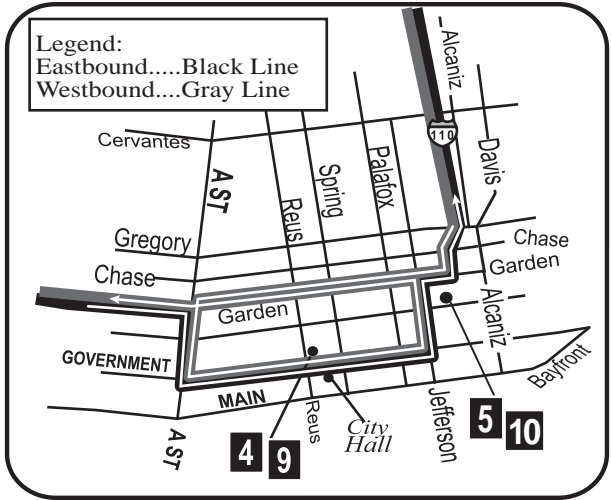 Legend:
Eastbound.....Black Line
Westbound....Gray Line
Alcaniz
110
Cervantes
A ST
Reus
Spring
Palafox
Davis
Gregory
Chase
Chase
Garden
Garden
Alcaniz
GOVERNMENT
Bayfront
MAIN
A ST
Reus
City
Hall
Jefferson
4 9
5 10